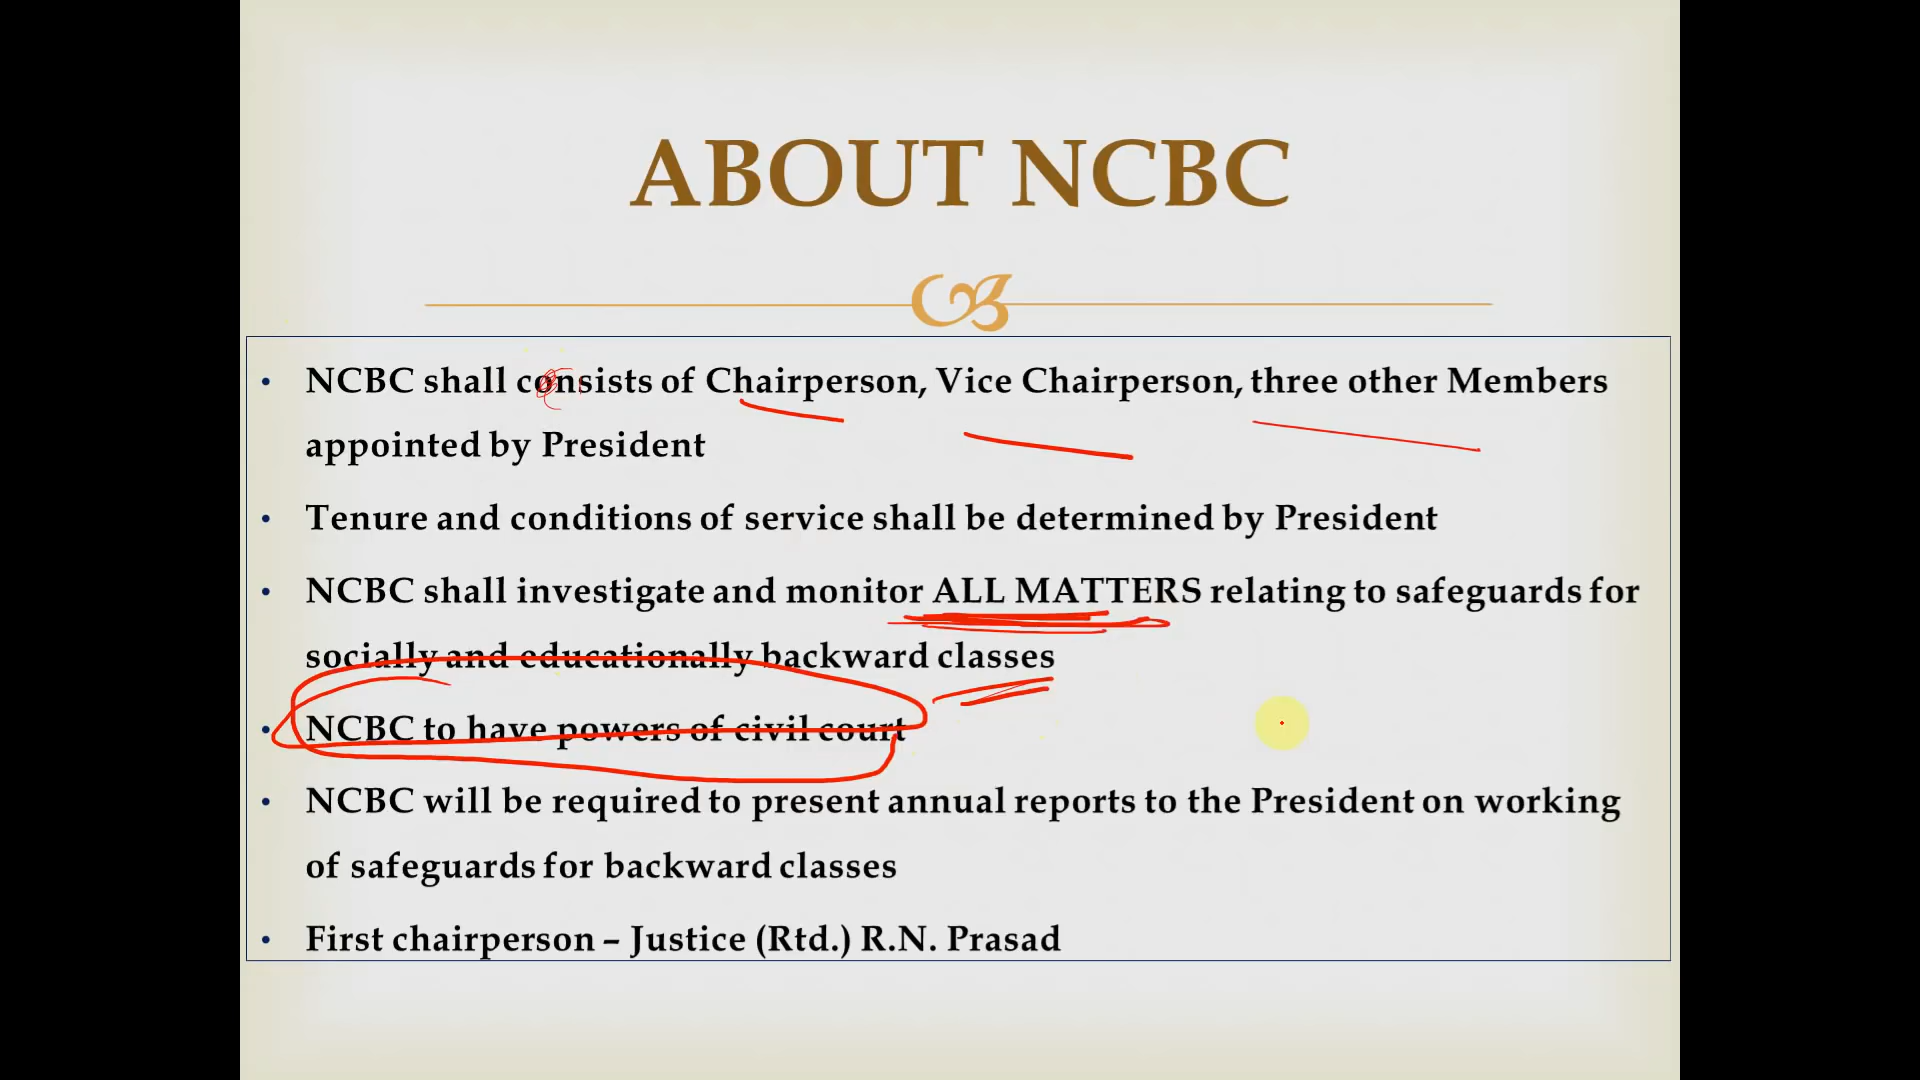 ABOUT NCBC
• NCBC shall consists of Chairperson, Vice Chairperson, three other Members
appointed by President
• Tenure and conditions of service shall be determined by President
• NCBC shall investigate and monitor ALL MATTERS relating to safeguards for
socially and educationally backward classes
• NCBC to have powers of civil court
• NCBC will be required to present annual reports to the President on working
of safeguards for backward classes
• First chairperson – Justice (Rtd.) R.N. Prasad